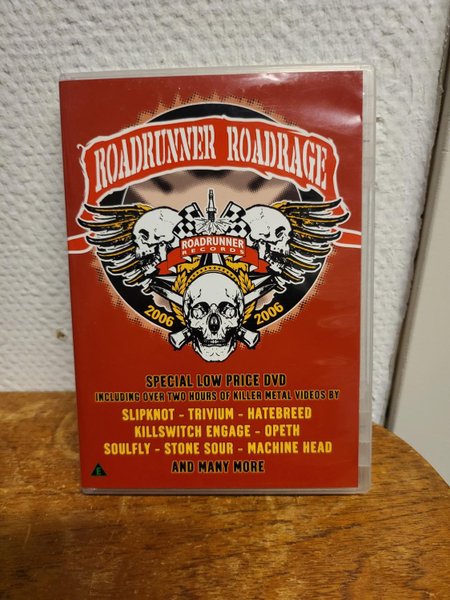 ROADRUNNER ROADRAGE
ROADRUNNER
RECORDS
2006 2006
SPECIAL LOW PRICE DVD
INCLUDING OVER TWO HOURS OF KILLER METAL VIDEOS BY
SLIPKNOT - TRIVIUM - HATEBREED
KILLSWITCH ENGAGE - OPETH
SOULFLY - STONE SOUR - MACHINE HEAD
AND MANY MORE
E